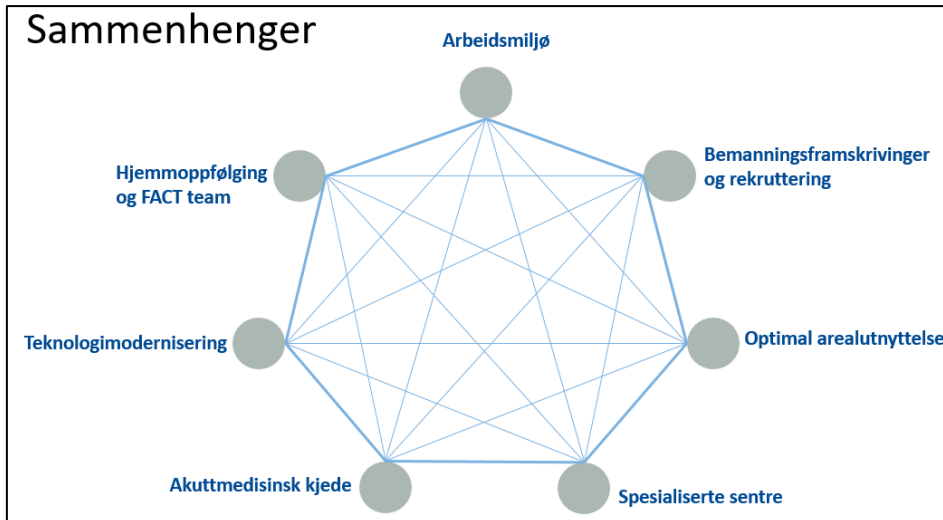 Sammenhenger
Arbeidsmiljø
Hjemmoppfølging
og FACT team
Bemanningsframskrivinger
og rekruttering
Teknologimodernisering
Optimal arealutnyttelse
Akuttmedisinsk kjede
Spesialiserte sentre